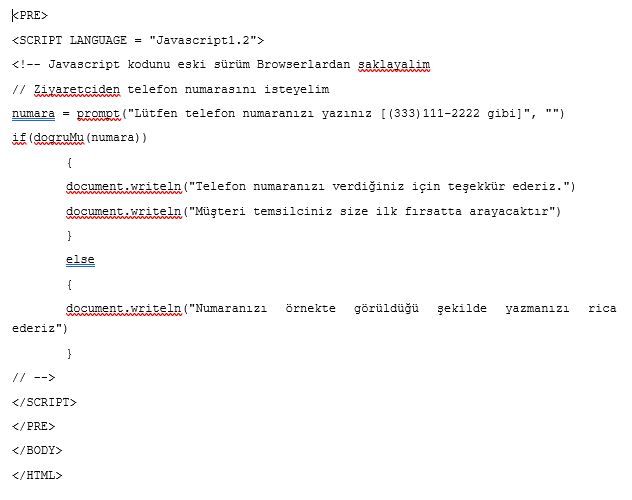 <PRE>
<SCRIPT LANGUAGE = "Javascript1.2">
<!-- Javascript kodunu eski sürüm Browserlardan saklayalim
// Ziyaretciden telefon numarasını isteyelim
numara = prompt("Lütfen telefon numaranızı yazınız [(333)111-2222 gibi]", "")
if(dogruMu(numara))
{
document.writeln("Telefon numaranızı verdiğiniz için teşekkür ederiz.")
document.writeln("Müşteri temsilciniz size ilk fırsatta arayacaktır")
}
else
{
document.writeln("Numaranızı örnekte görüldüğü şekilde yazmanızı rica
ederiz")
}
// -->
</SCRIPT>
</PRE>
</BODY>
</HTML>